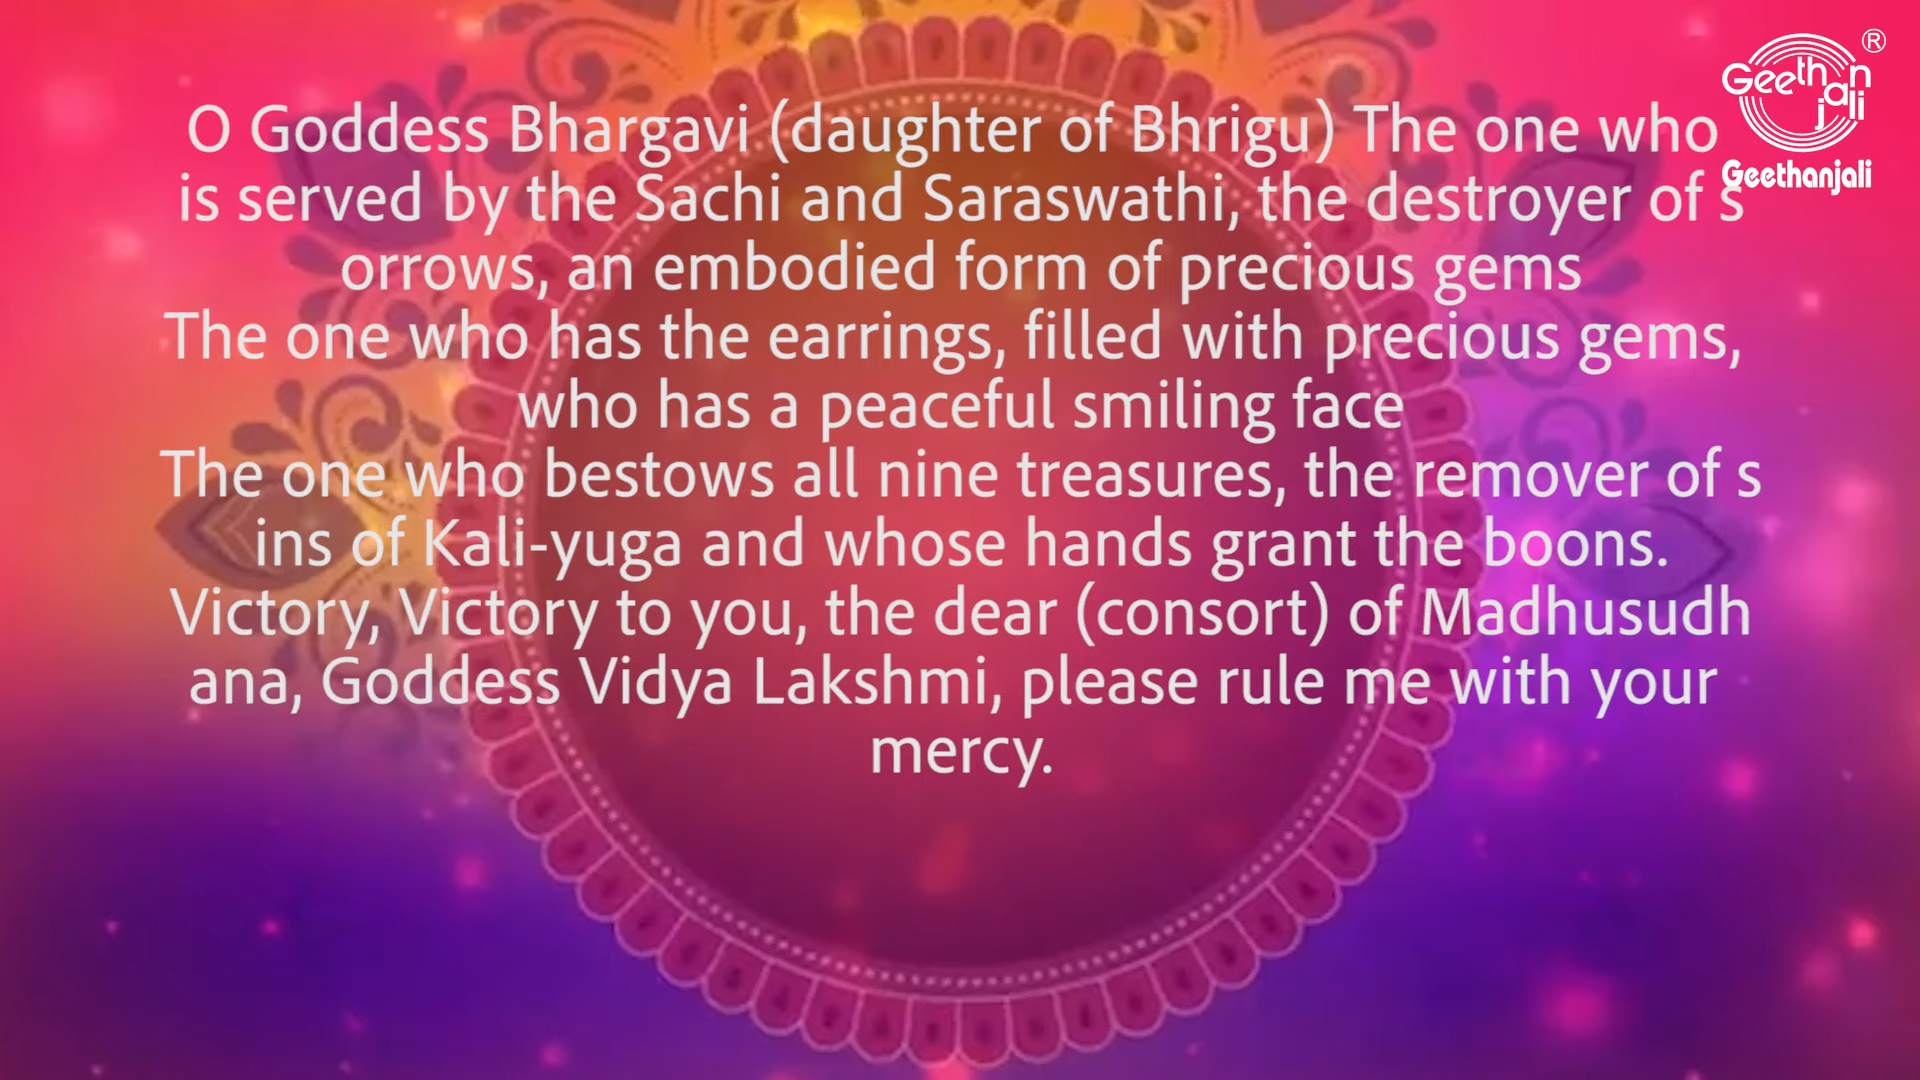 O Goddess Bhargavi (daughter of Bhrigu) The one who
is served by the Sachi and Saraswathi, the destroyer of s
orrows, an embodied form of precious gems
The one who has the earrings, filled with precious gems,
who has a peaceful smiling face
The one who bestows all nine treasures, the remover of s
ins of Kali-yuga and whose hands grant the boons.
Victory, Victory to you, the dear (consort) of Madhusudh
ana, Goddess Vidya Lakshmi, please rule me with your
mercy.
Geethanjali ®
Geethanjali